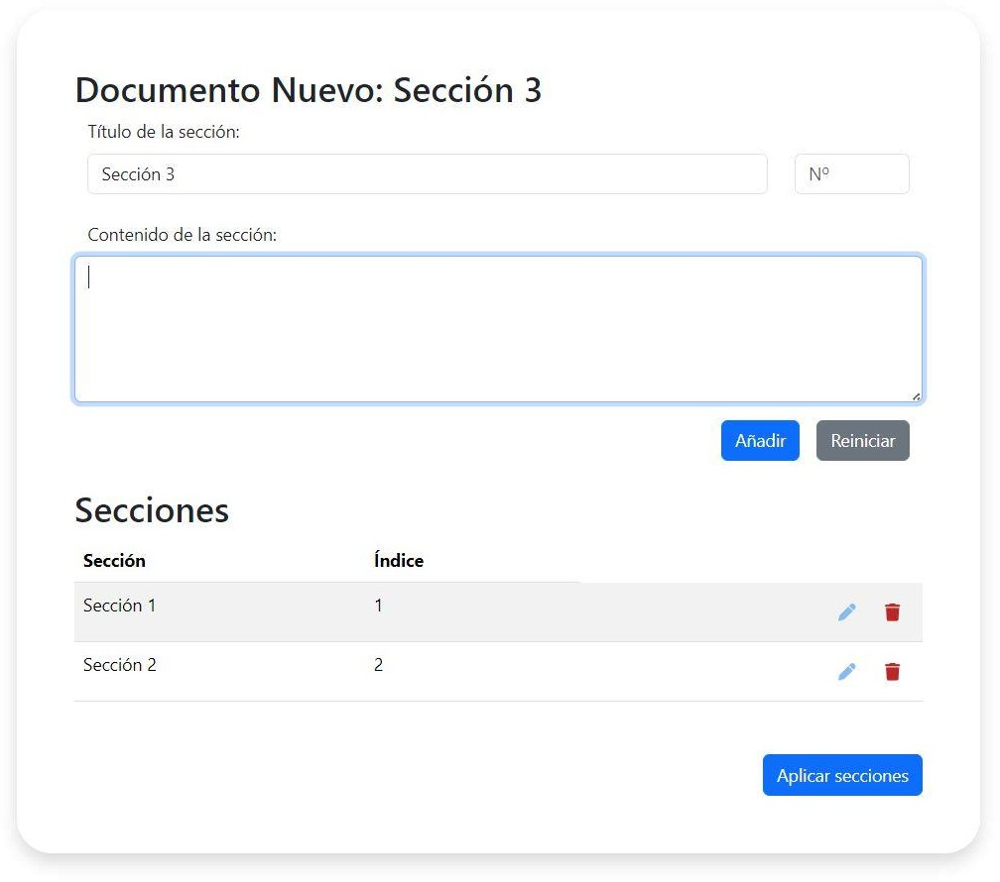 Documento Nuevo: Sección 3
Título de la sección:
Sección 3 Nº
Contenido de la sección:
Añadir Reiniciar
Secciones
Sección Índice
Sección 1 1
Sección 2 2
Aplicar secciones